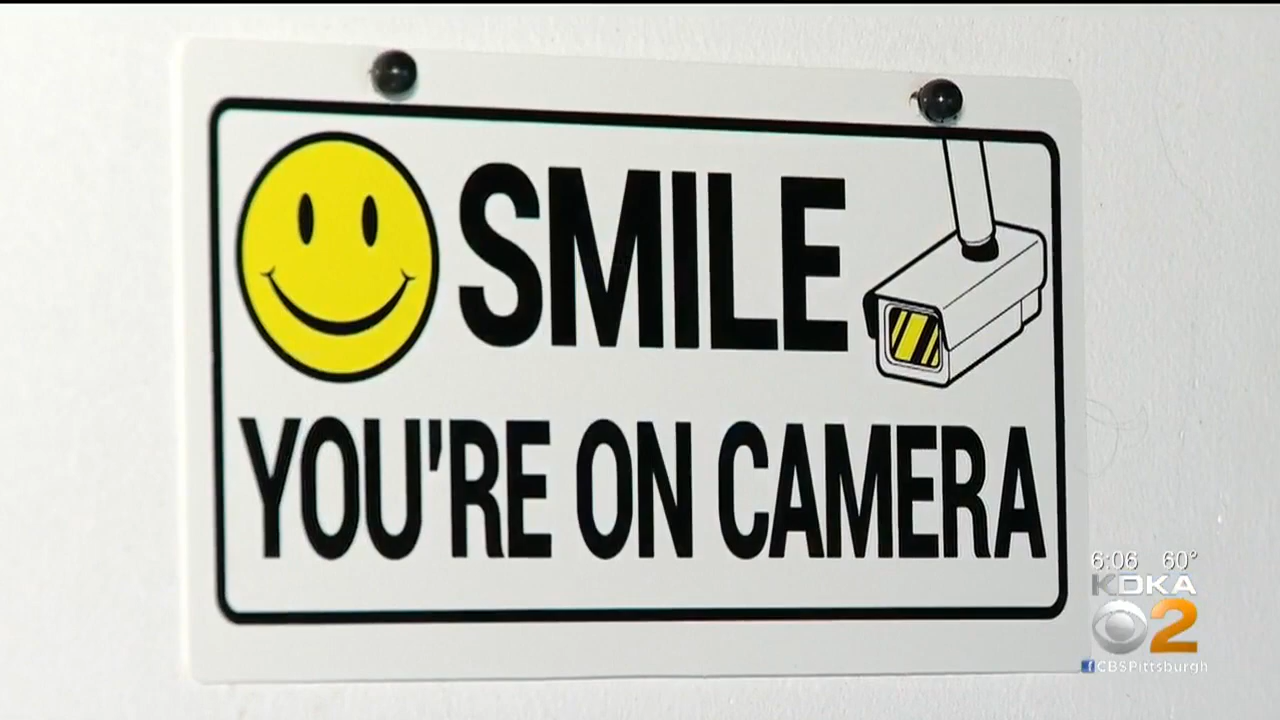 SMILE
YOU'RE ON CAMERA
6:06 60°
KDKA
2
CBSPittsburgh